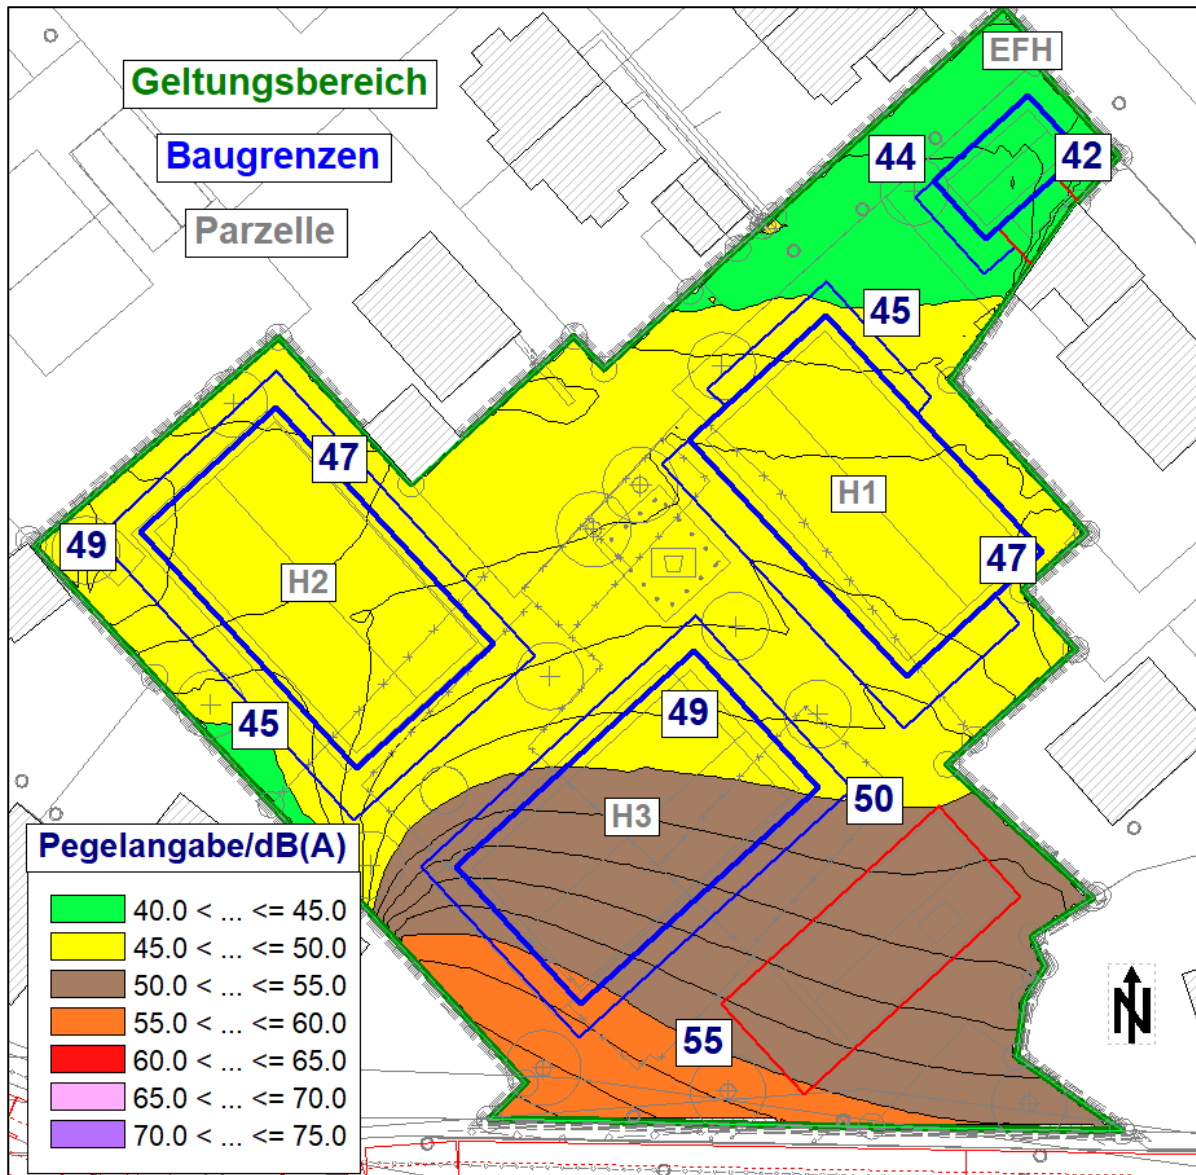 EFH
Geltungsbereich
Baugrenzen
44
42
Parzelle
45
47
H1
49
47
H2
49
45
50
H3
Pegelangabe/dB(A)
40.0 < ... <= 45.0
45.0 < ... <= 50.0
50.0 < ... <= 55.0
55.0 < ... <= 60.0
60.0 < ... <= 65.0
65.0 < ... <= 70.0
70.0 < ... <= 75.0
55
N